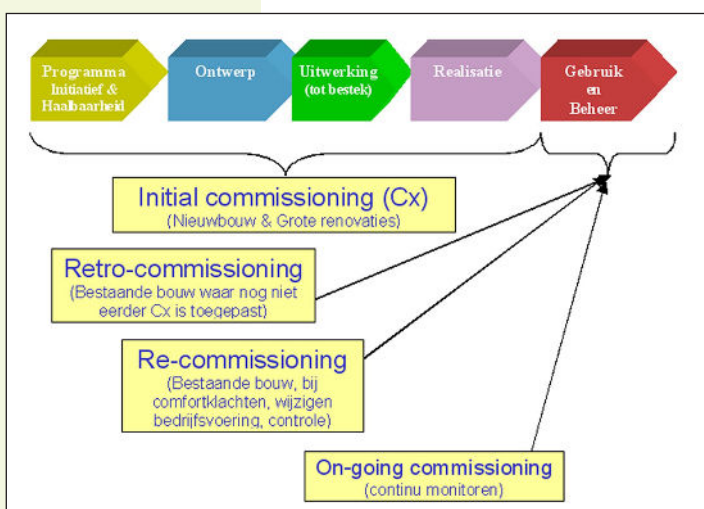 Programma
Initiatief &
Haalbaarheid
Ontwerp
Uitwerking
(tot bestek)
Realisatie
Gebruik
en
Beheer
Initial commissioning (Cx)
(Nieuwbouw & Grote renovaties)
Retro-commissioning
(Bestaande bouw waar nog niet
eerder Cx is toegepast)
Re-commissioning
(Bestaande bouw, bij
comfortklachten, wijzigen
bedrijfsvoering, controle)
On-going commissioning
(continu monitoren)